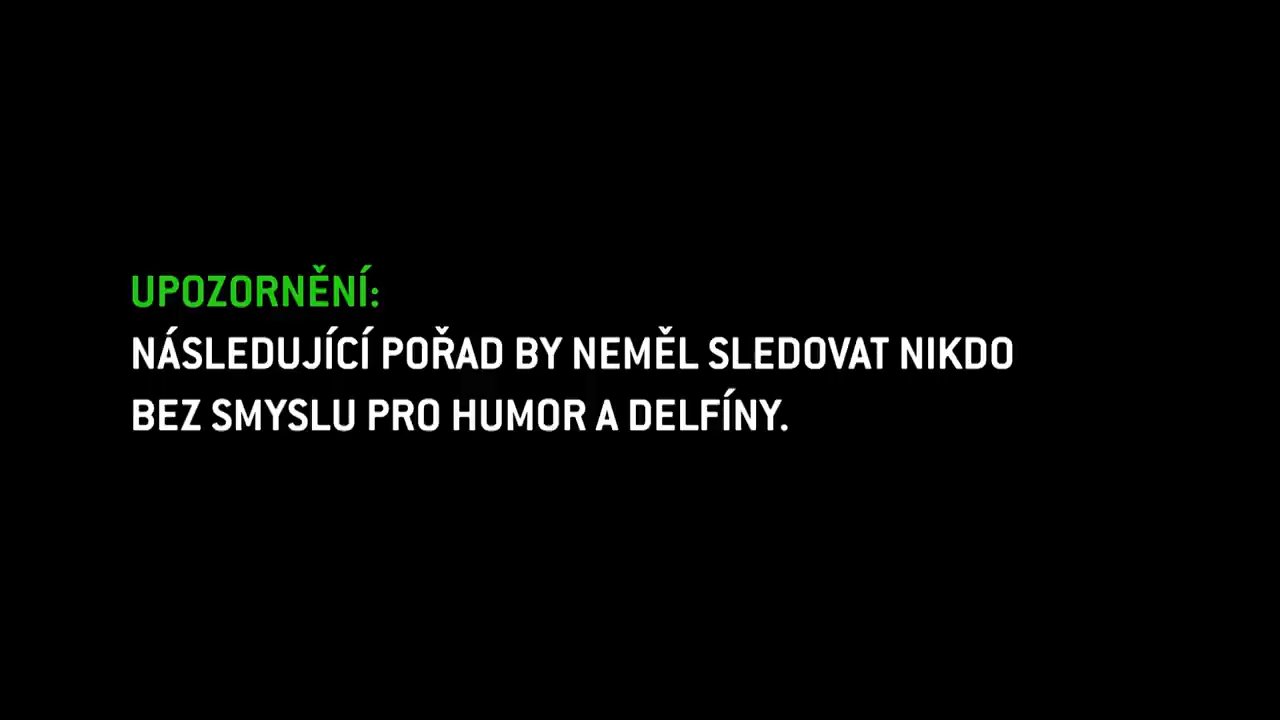 UPOZORNĚNÍ:
NÁSLEDUJÍCÍ POŘAD BY NEMĚL SLEDOVAT NIKDO
BEZ SMYSLU PRO HUMOR A DELFÍNY.